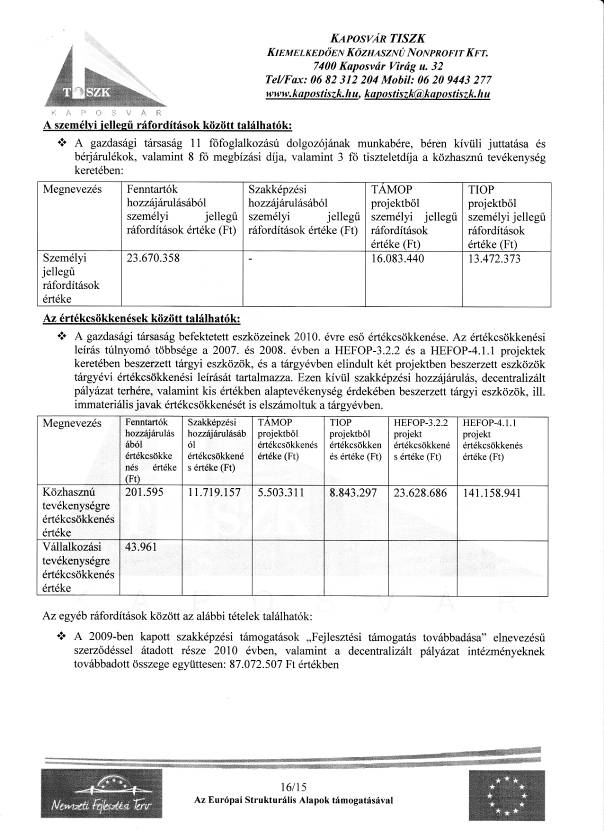 KAPOSVÁR TISZK
KIEMELKEDŐEN KÖZHASZNÚ NONPROFIT KFT.
7400 Kaposvár Virág u. 32
Tel/Fax: 06 82 312 204 Mobil: 06 20 9443 277
www.kapostiszk.hu, kapostiszk@kapostiszk.hu
T SZK
KAPOSVÁR
A személyi jellegű ráfordítások között találhatók:
❖ A gazdasági társaság 11 főfoglalkozású dolgozójának munkabére, béren kívüli juttatása és
bérjárulékok, valamint 8 fő megbízási díja, valamint 3 fő tiszteletdíja a közhasznú tevékenység
keretében:
Megnevezés
Fenntartók
hozzájárulásából
személyi jellegű
ráfordítások értéke (Ft)
Szakképzési
hozzájárulásából
személyi jellegű
ráfordítások értéke (Ft)
TÁMOP
projektből
személyi jellegű
ráfordítások
értéke (Ft)
TIOP
projektből
személyi jellegű
ráfordítások
értéke (Ft)
Személyi
jellegű
ráfordítások
értéke
23.670.358
-
16.083.440
13.472.373
Az értékcsökkenések között találhatók:
❖ A gazdasági társaság befektetett eszközeinek 2010. évre eső értékcsökkenése. Az értékcsökkenési
leírás túlnyomó többsége a 2007. és 2008. évben a HEFOP-3.2.2 és a HEFOP-4.1.1 projektek
keretében beszerzett tárgyi eszközök, és a tárgyévben elindult két projektben beszerzett eszközök
tárgyévi értékcsökkenési leírását tartalmazza. Ezen kívül szakképzési hozzájárulás, decentralizált
pályázat terhére, valamint kis értékben alaptevékenység érdekében beszerzett tárgyi eszközök, ill.
immateriális javak értékcsökkenését is elszámoltuk a tárgyévben.
Megnevezés
Fenntartók
hozzájárulás
ából
értékcsökke
nés értéke
(Ft)
Szakképzési
hozzájárulásáb
ól
értékcsökkené
s értéke (Ft)
TÁMOP
projektből
értékcsökkenés
értéke (Ft)
TIOP
projektből
értékcsökken
és értéke (Ft)
HEFOP-3.2.2
projekt
értékcsökkené
s értéke (Ft)
HEFOP-4.1.1
projekt
értékcsökkenés
értéke (Ft)
Közhasznú
tevékenységre
értékcsökkenés
értéke
201.595
11.719.157
5.503.311
8.843.297
23.628.686
141.158.941
Vállalkozási
tevékenységre
értékcsökkenés
értéke
43.961
Az egyéb ráfordítások között az alábbi tételek találhatók:
❖ A 2009-ben kapott szakképzési támogatások „Fejlesztési támogatás továbbadása" elnevezésű
szerződéssel átadott része 2010 évben, valamint a decentralizált pályázat intézményeknek
továbbadott összege együttesen: 87.072.507 Ft értékben
Nemzeti Fejlesztési Terv
16/15
Az Európai Strukturális Alapok támogatásával